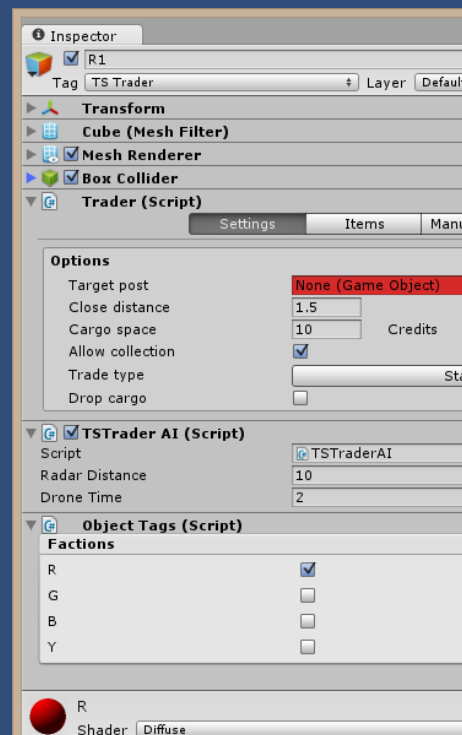 Inspector
R1
Tag TS Trader Layer Default
Transform
Cube (Mesh Filter)
Mesh Renderer
Box Collider
Trader (Script)
Settings Items Manu
Options
Target post None (Game Object)
Close distance 1.5
Cargo space 10 Credits
Allow collection
Trade type Sta
Drop cargo
TSTrader AI (Script)
Script TSTraderAI
Radar Distance 10
Drone Time 2
Object Tags (Script)
Factions
R
G
B
Y
R
Shader Diffuse